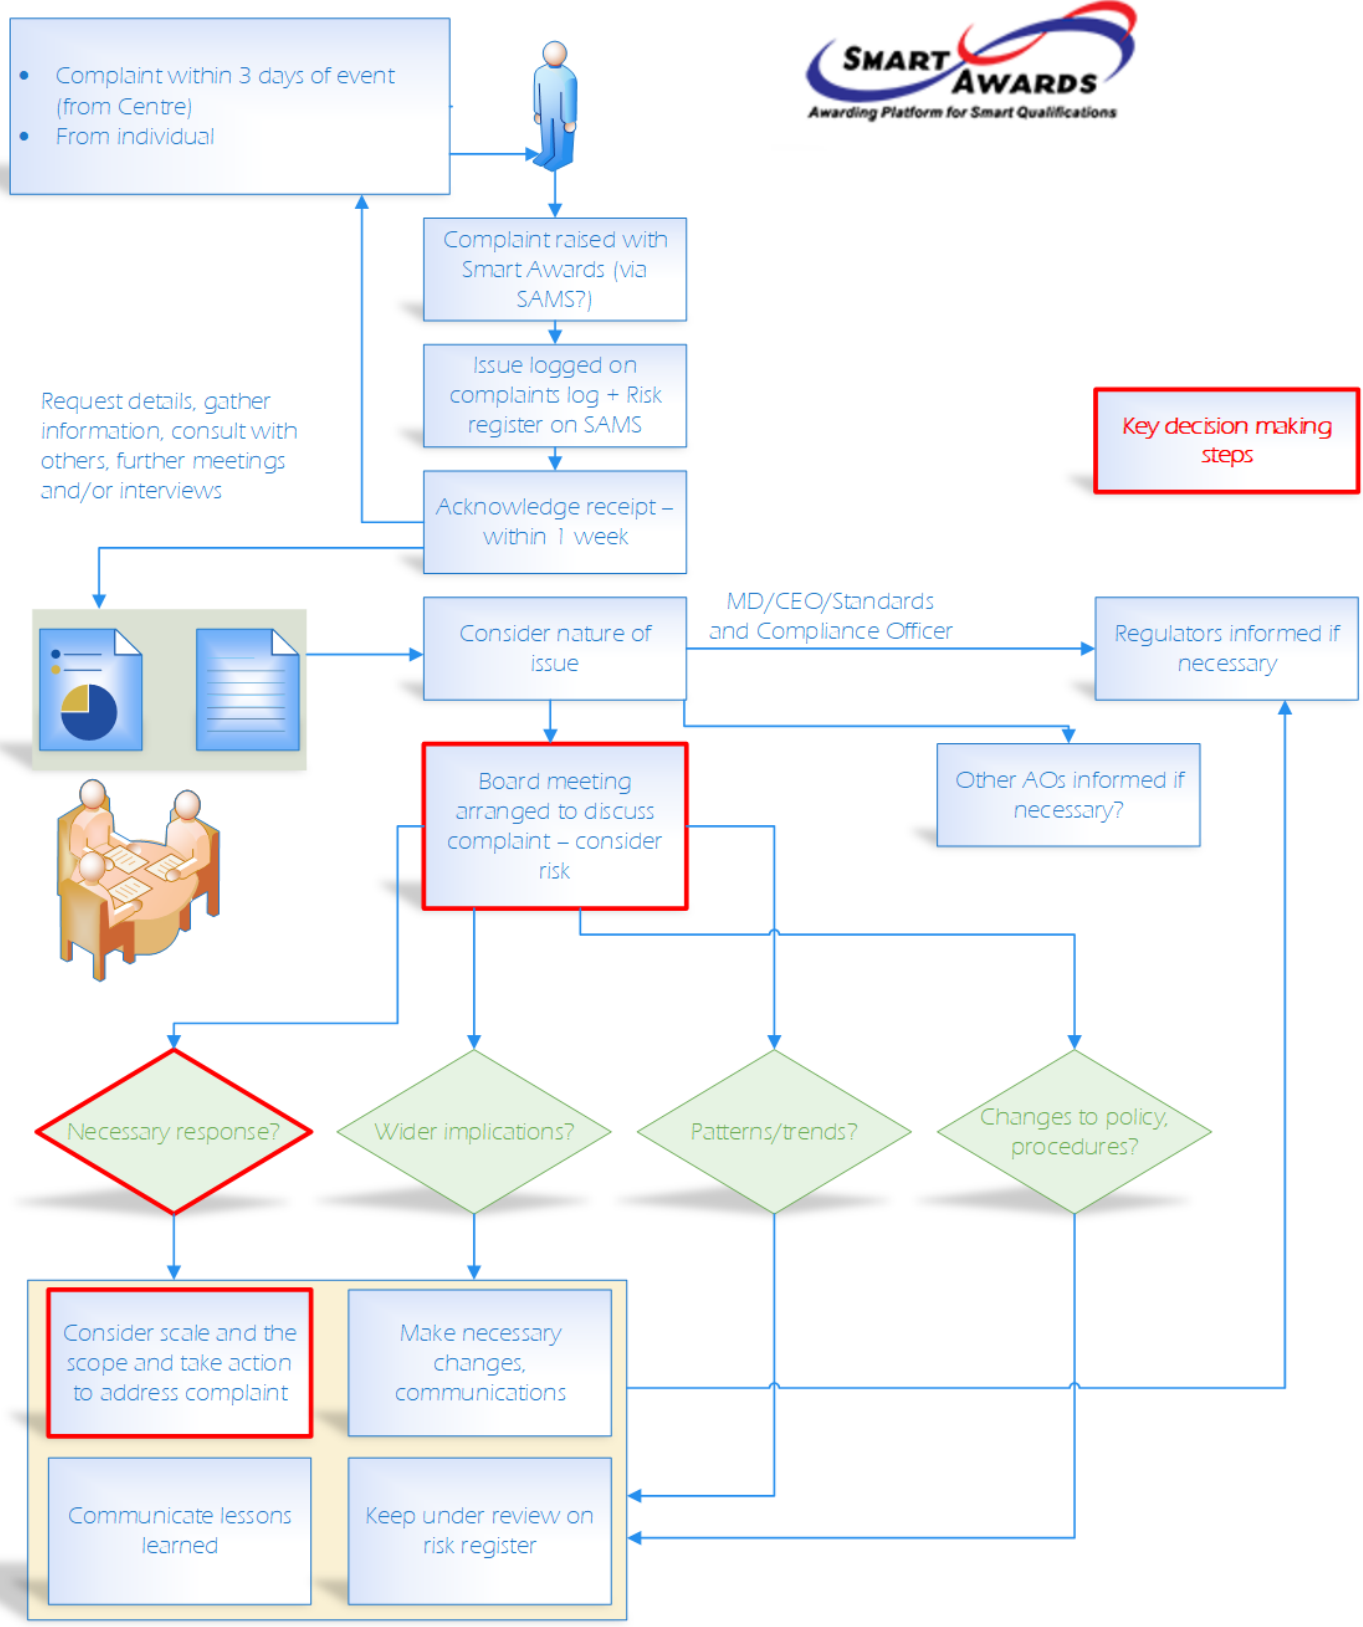 SMART
AWARDS
Awarding Platform for Smart Qualifications
• Complaint within 3 days of event
(from Centre)
• From individual
Complaint raised with
Smart Awards (via
SAMS?)
Issue logged on
complaints log + Risk
register on SAMS
Request details, gather
information, consult with
others, further meetings
and/or interviews
Key decision making
steps
Acknowledge receipt –
within 1 week
Consider nature of
issue
MD/CEO/Standards
and Compliance Officer
Regulators informed if
necessary
Board meeting
arranged to discuss
complaint – consider
risk
Other AOs informed if
necessary?
Necessary response?
Wider implications?
Patterns/trends?
Changes to policy,
procedures?
Consider scale and the
scope and take action
to address complaint
Make necessary
changes,
communications
Communicate lessons
learned
Keep under review on
risk register